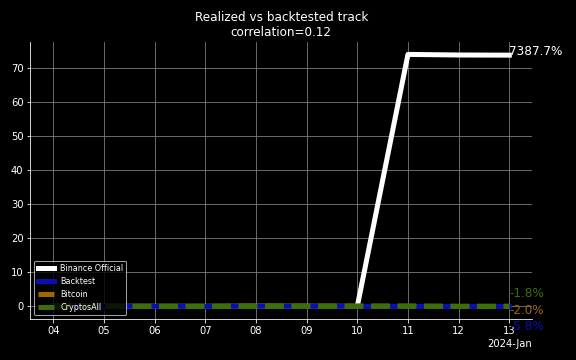 Realized vs backtested track
correlation=0.12
7387.7%
70
60
50
40
30
20
10
0
Binance Official
Backtest
Bitcoin
CryptosAll
-1.8%
-2.0%
-5.8%
04 05 06 07 08 09 10 11 12 13
2024-Jan